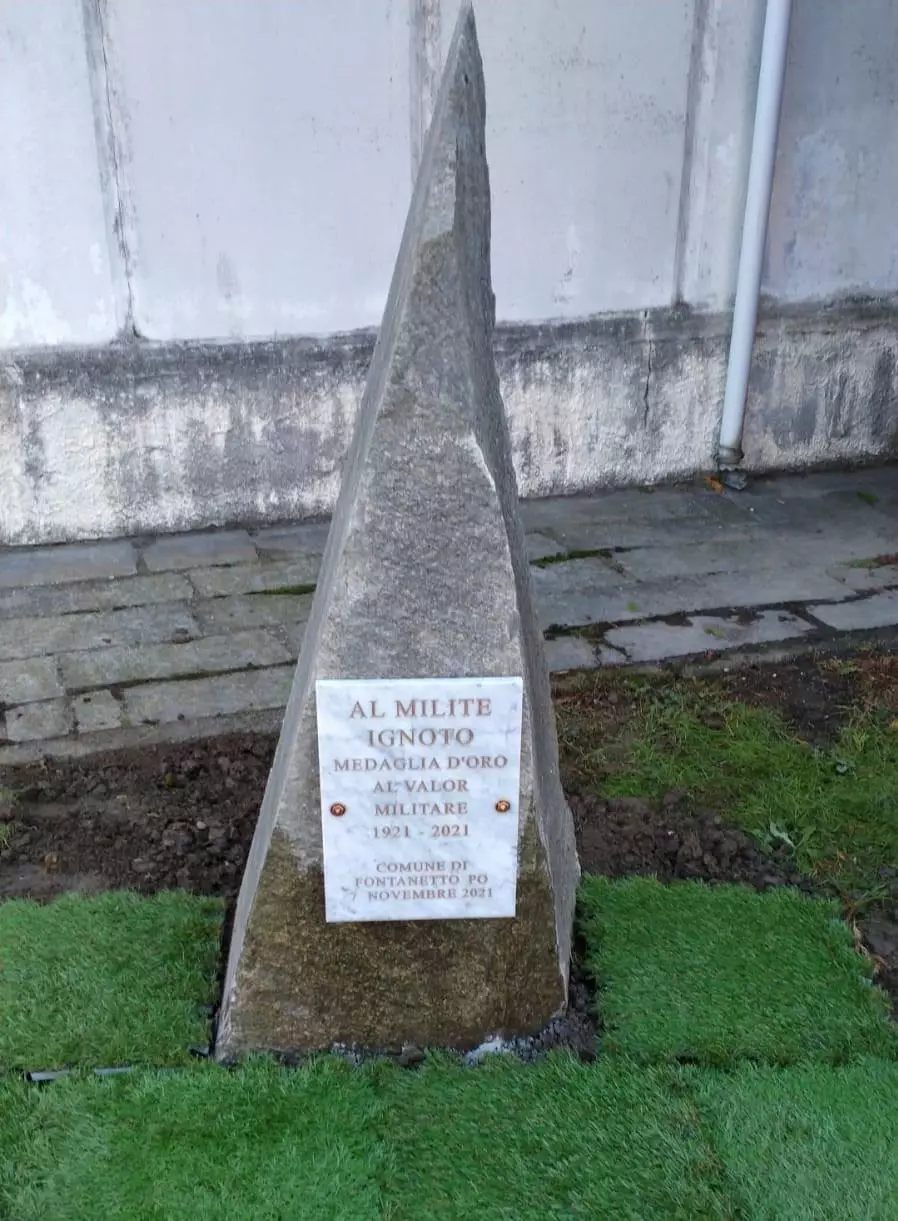 AL MILITE
IGNOTO
MEDAGLIA D'ORO
AL VALOR
MILITARE
1921 - 2021
COMUNE DI
FONTANETTO PO
7 NOVEMBRE 2021